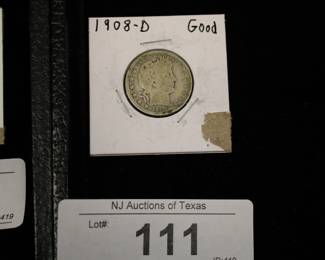 1908-D Good
NJ Auctions of Texas
Lot#:
111